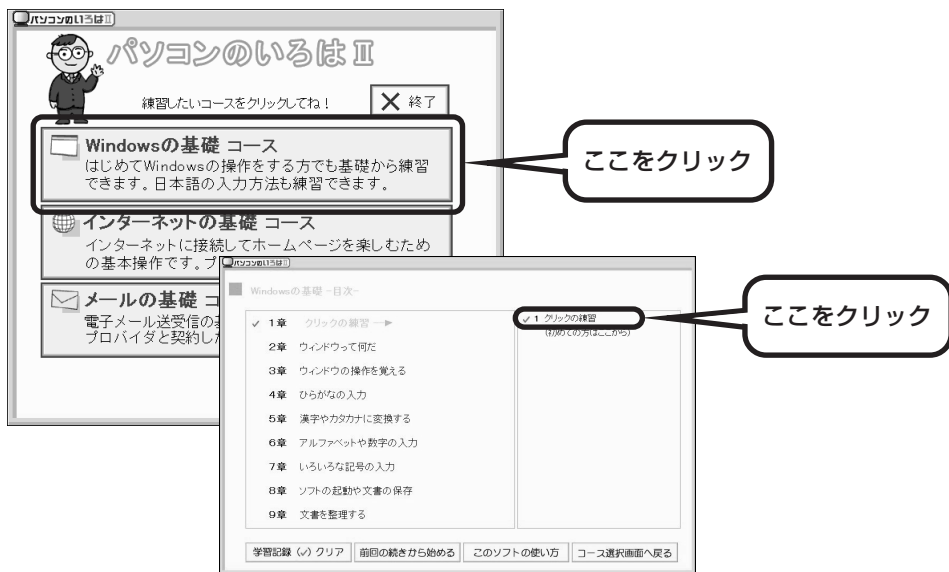 パソコンのいろはⅡ
パソコンのいろはⅡ
練習したいコースをクリックしてね！
✕ 終了
Windowsの基礎 コース
はじめてWindowsの操作をする方でも基礎から練習
できます。日本語の入力方法も練習できます。
ここをクリック
インターネットの基礎 コース
インターネットに接続してホームページを楽しむため
の基本操作です。プ
メールの基礎 コ
電子メール送受信の
プロバイダと契約した
パソコンのいろはⅡ
Windowsの基礎 -目次-
✓ 1章 クリックの練習 →
2章 ウィンドウって何だ
3章 ウィンドウの操作を覚える
4章 ひらがなの入力
5章 漢字やカタカナに変換する
6章 アルファベットや数字の入力
7章 いろいろな記号の入力
8章 ソフトの起動や文書の保存
9章 文書を整理する
✓ 1 クリックの練習
(初めての方はここから)
ここをクリック
学習記録 (✓) クリア
前回の続きから始める
このソフトの使い方
コース選択画面へ戻る